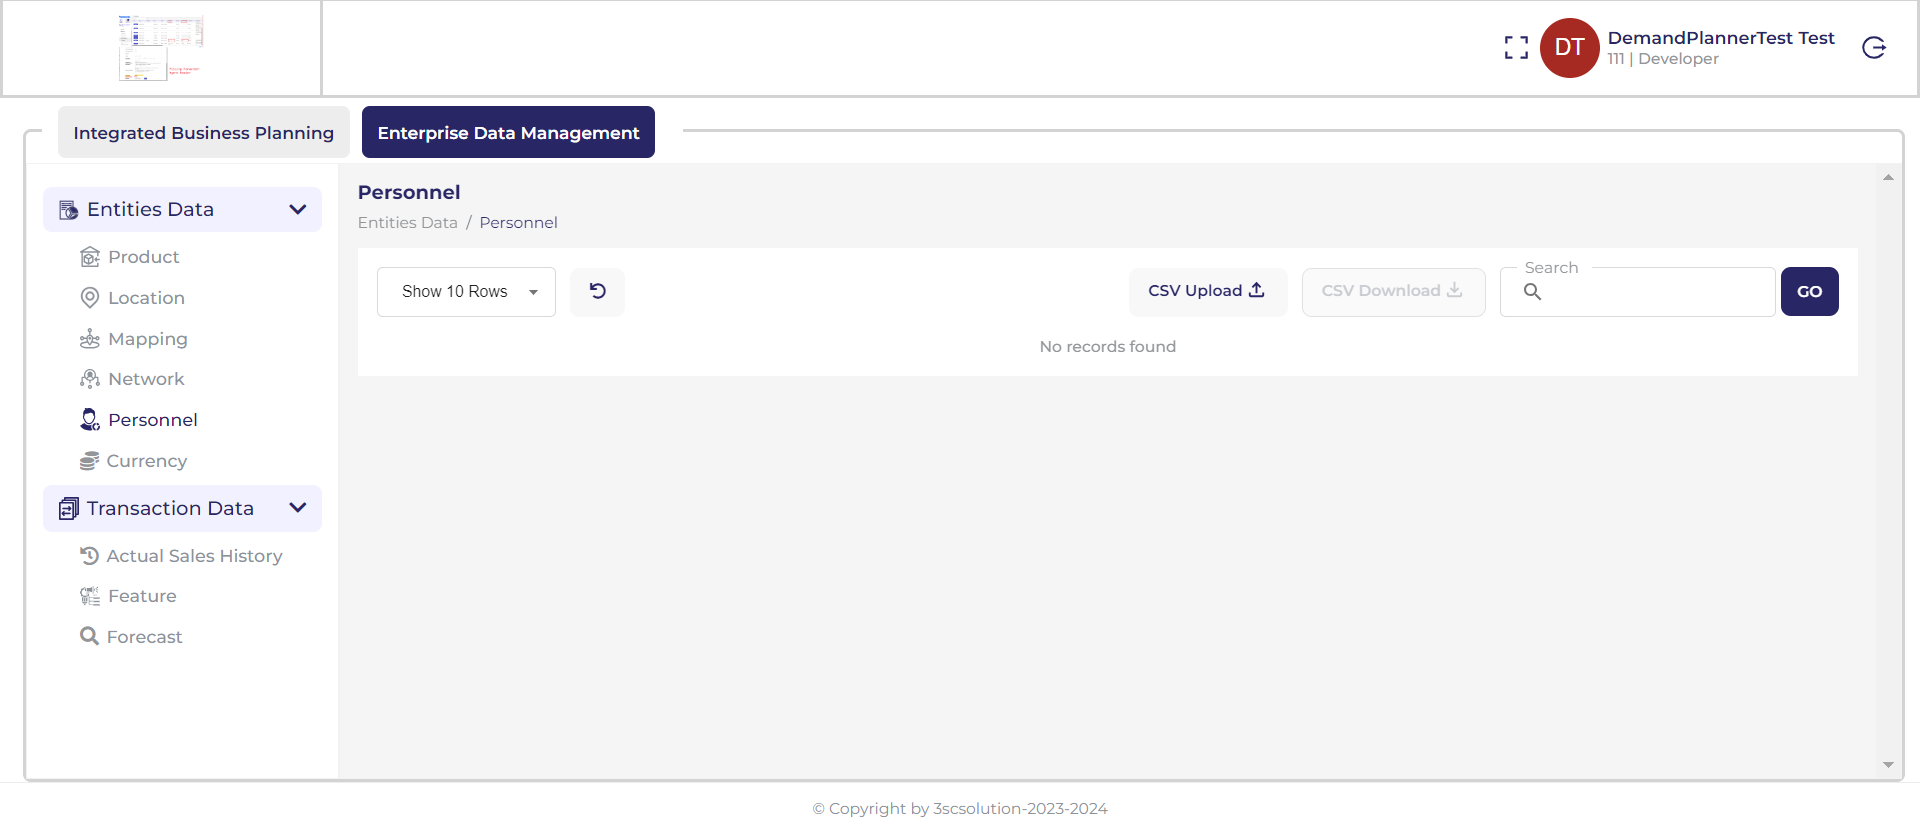 DT
DemandPlannerTest Test
111 | Developer
Integrated Business Planning
Enterprise Data Management
Entities Data
Product
Location
Mapping
Network
Personnel
Currency
Transaction Data
Actual Sales History
Feature
Forecast
Personnel
Entities Data / Personnel
Show 10 Rows
CSV Upload
CSV Download
Search
GO
No records found
© Copyright by 3scsolution-2023-2024